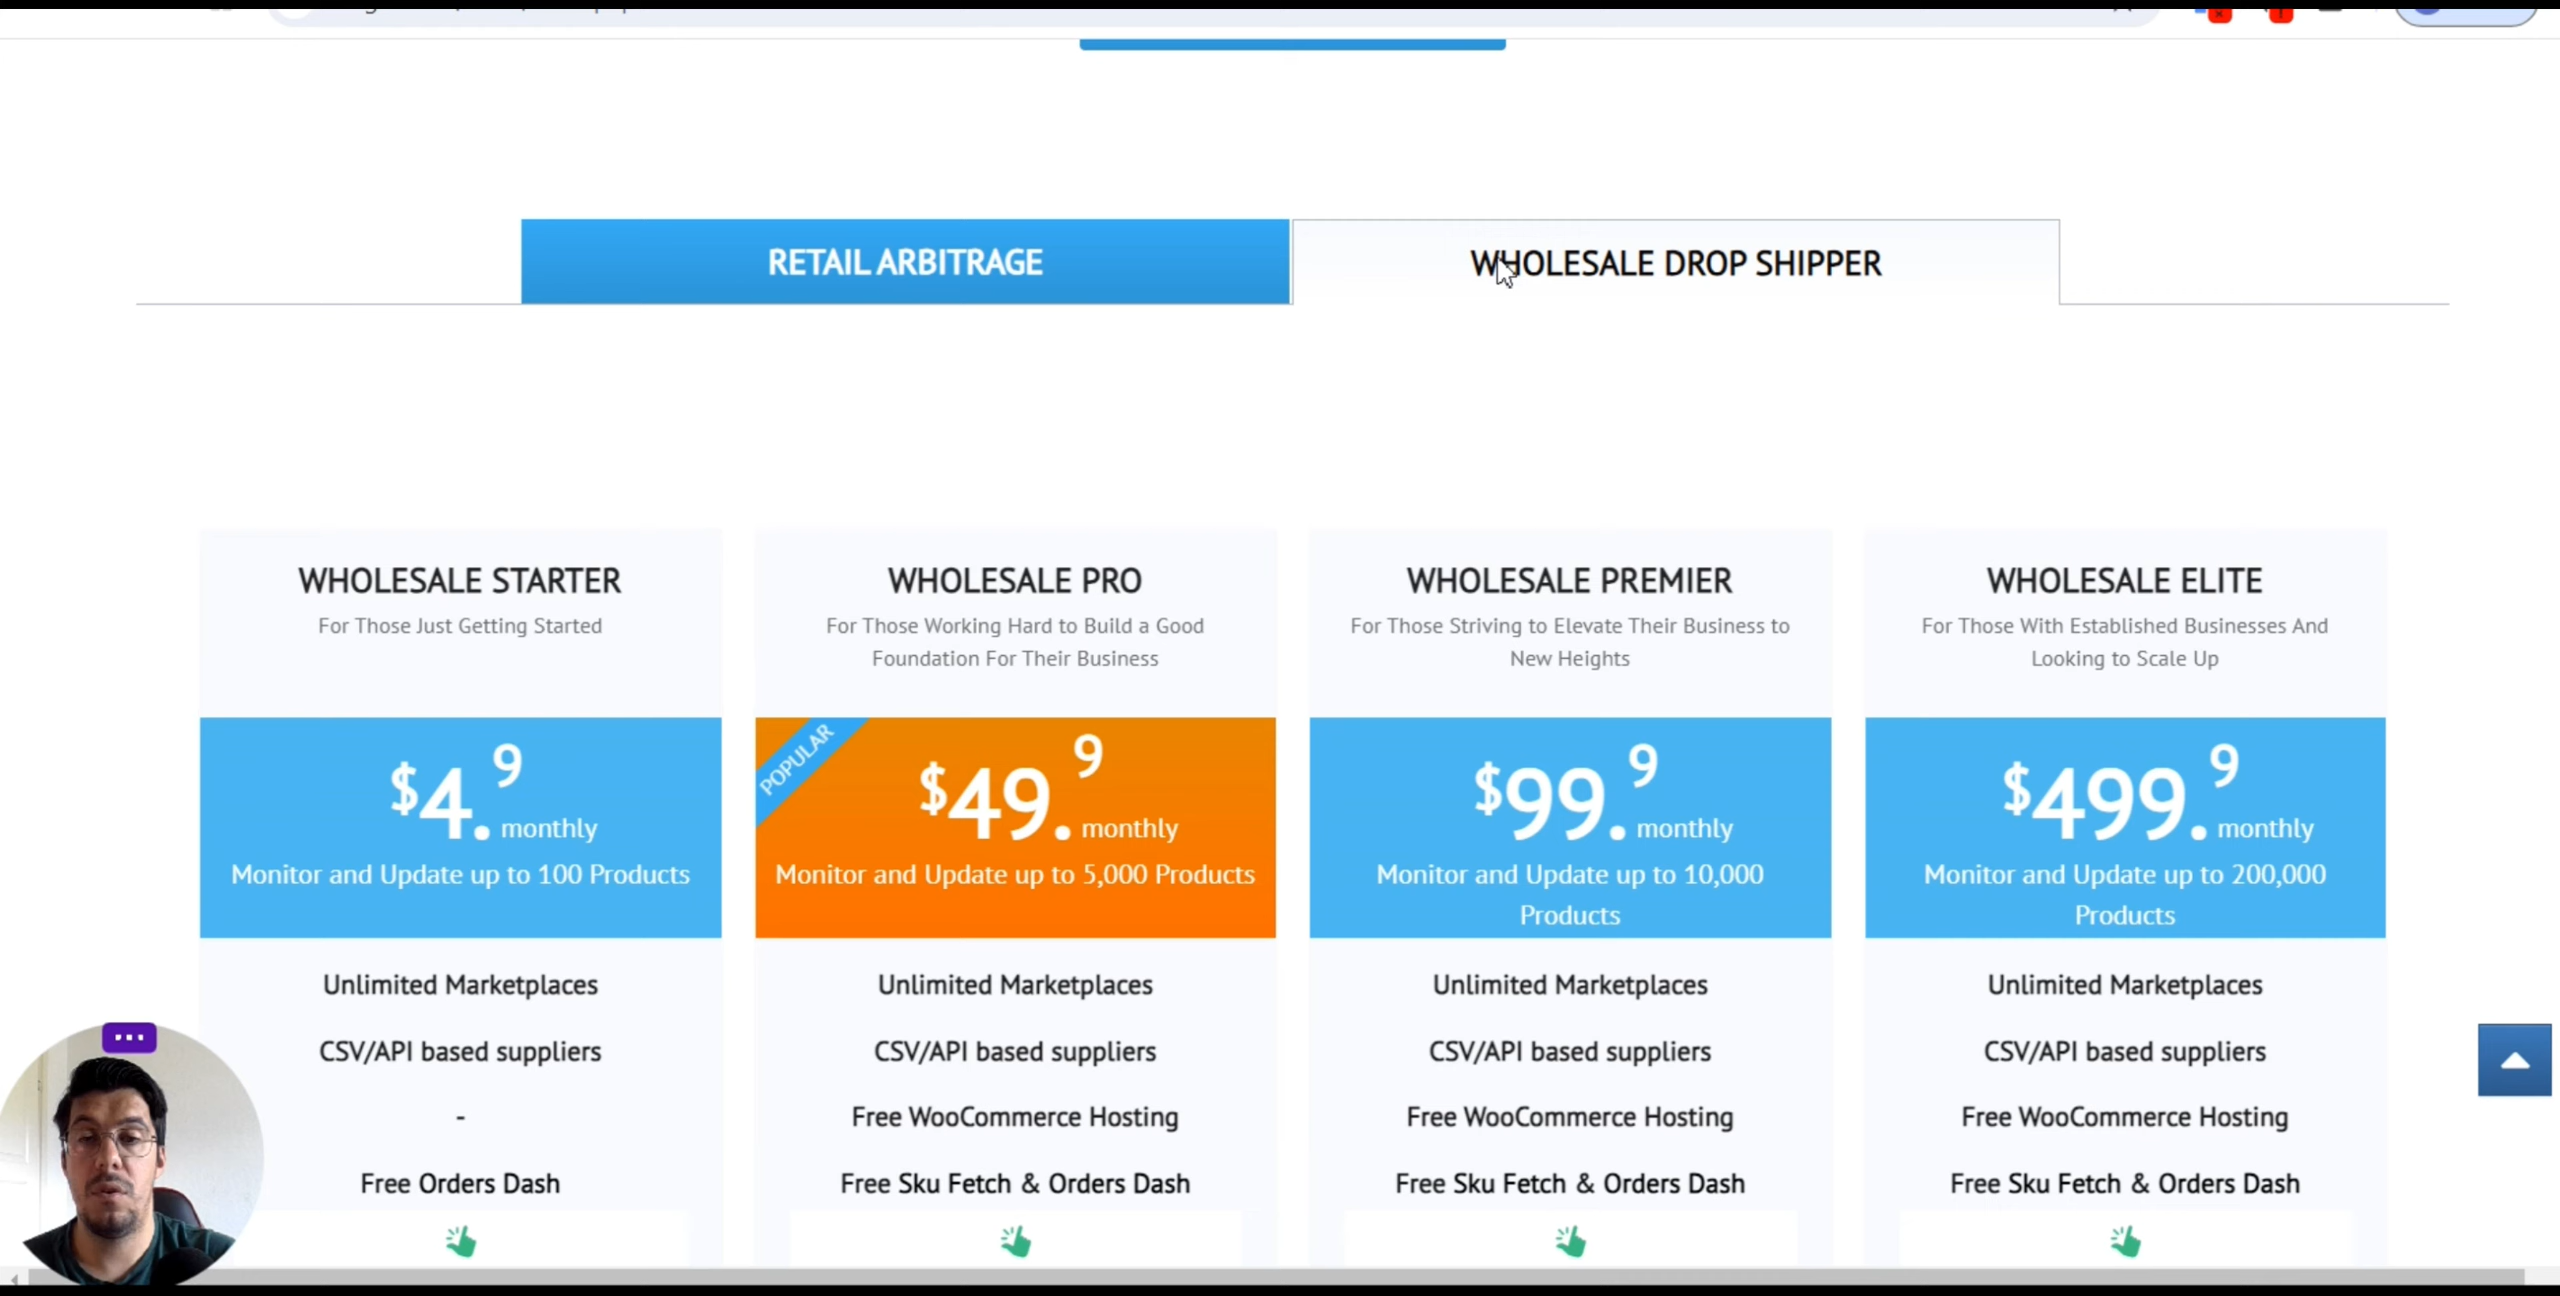 RETAIL ARBITRAGE
WHOLESALE DROP SHIPPER
WHOLESALE STARTER
For Those Just Getting Started
$4.9 monthly
Monitor and Update up to 100 Products
Unlimited Marketplaces
CSV/API based suppliers
-
Free Orders Dash
WHOLESALE PRO
For Those Working Hard to Build a Good
Foundation For Their Business
POPULAR
$49.9 monthly
Monitor and Update up to 5,000 Products
Unlimited Marketplaces
CSV/API based suppliers
Free WooCommerce Hosting
Free Sku Fetch & Orders Dash
WHOLESALE PREMIER
For Those Striving to Elevate Their Business to
New Heights
$99.9 monthly
Monitor and Update up to 10,000
Products
Unlimited Marketplaces
CSV/API based suppliers
Free WooCommerce Hosting
Free Sku Fetch & Orders Dash
WHOLESALE ELITE
For Those With Established Businesses And
Looking to Scale Up
$499.9 monthly
Monitor and Update up to 200,000
Products
Unlimited Marketplaces
CSV/API based suppliers
Free WooCommerce Hosting
Free Sku Fetch & Orders Dash